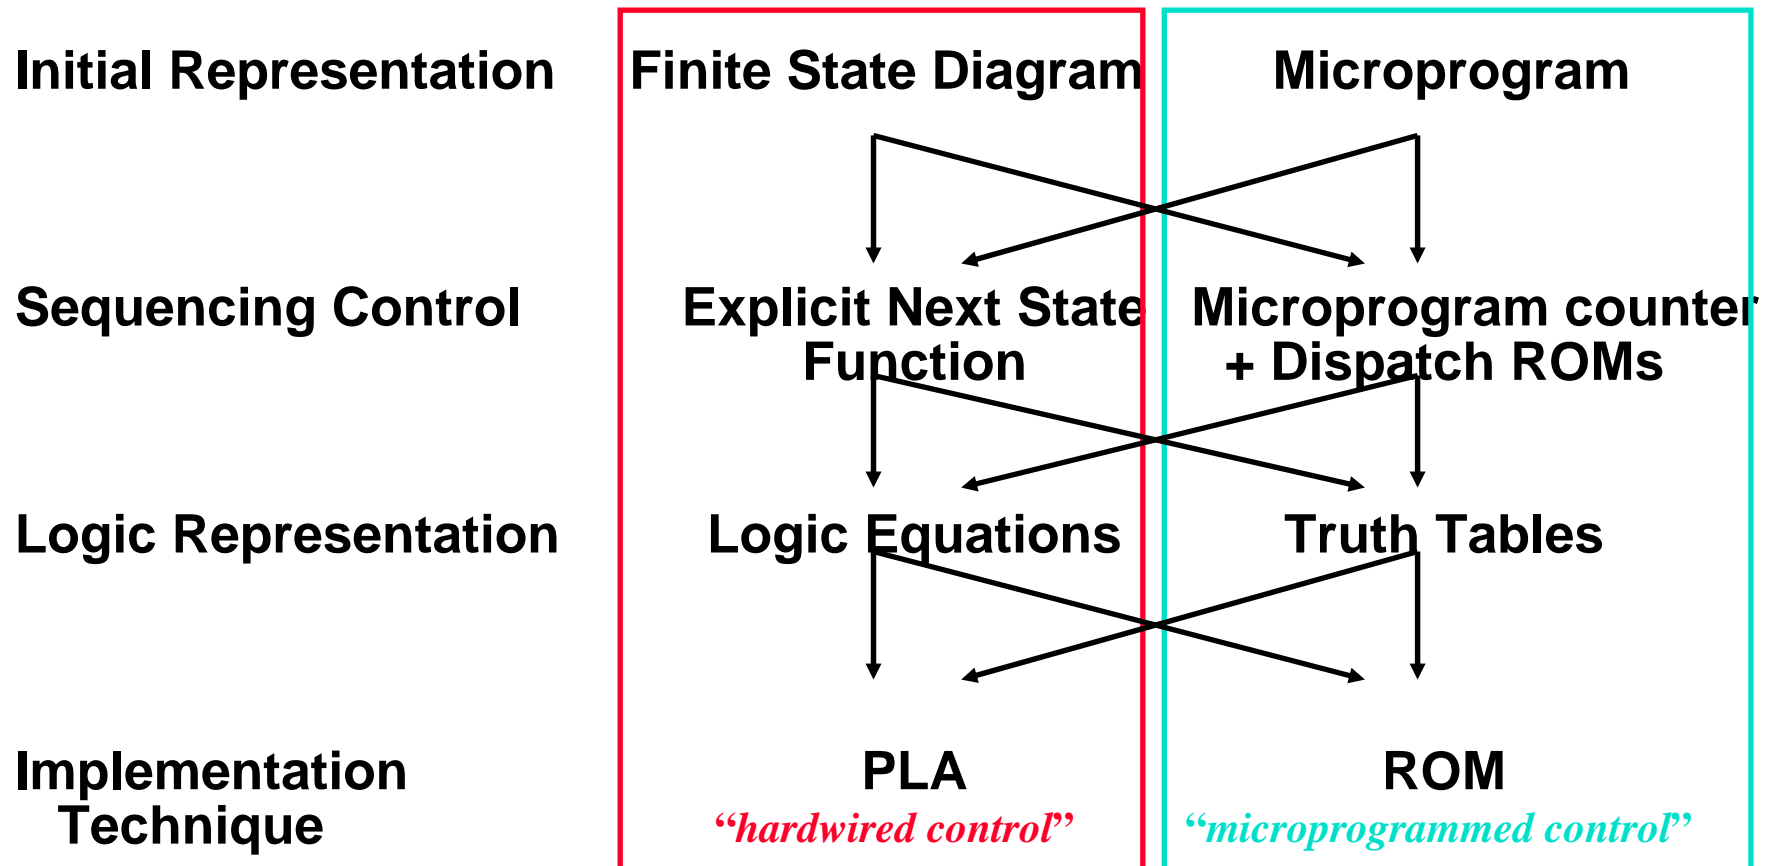 Initial Representation Finite State Diagram Microprogram
Sequencing Control Explicit Next State Microprogram counter
Function + Dispatch ROMs
Logic Representation Logic Equations Truth Tables
Implementation PLA ROM
Technique “hardwired control” “microprogrammed control”